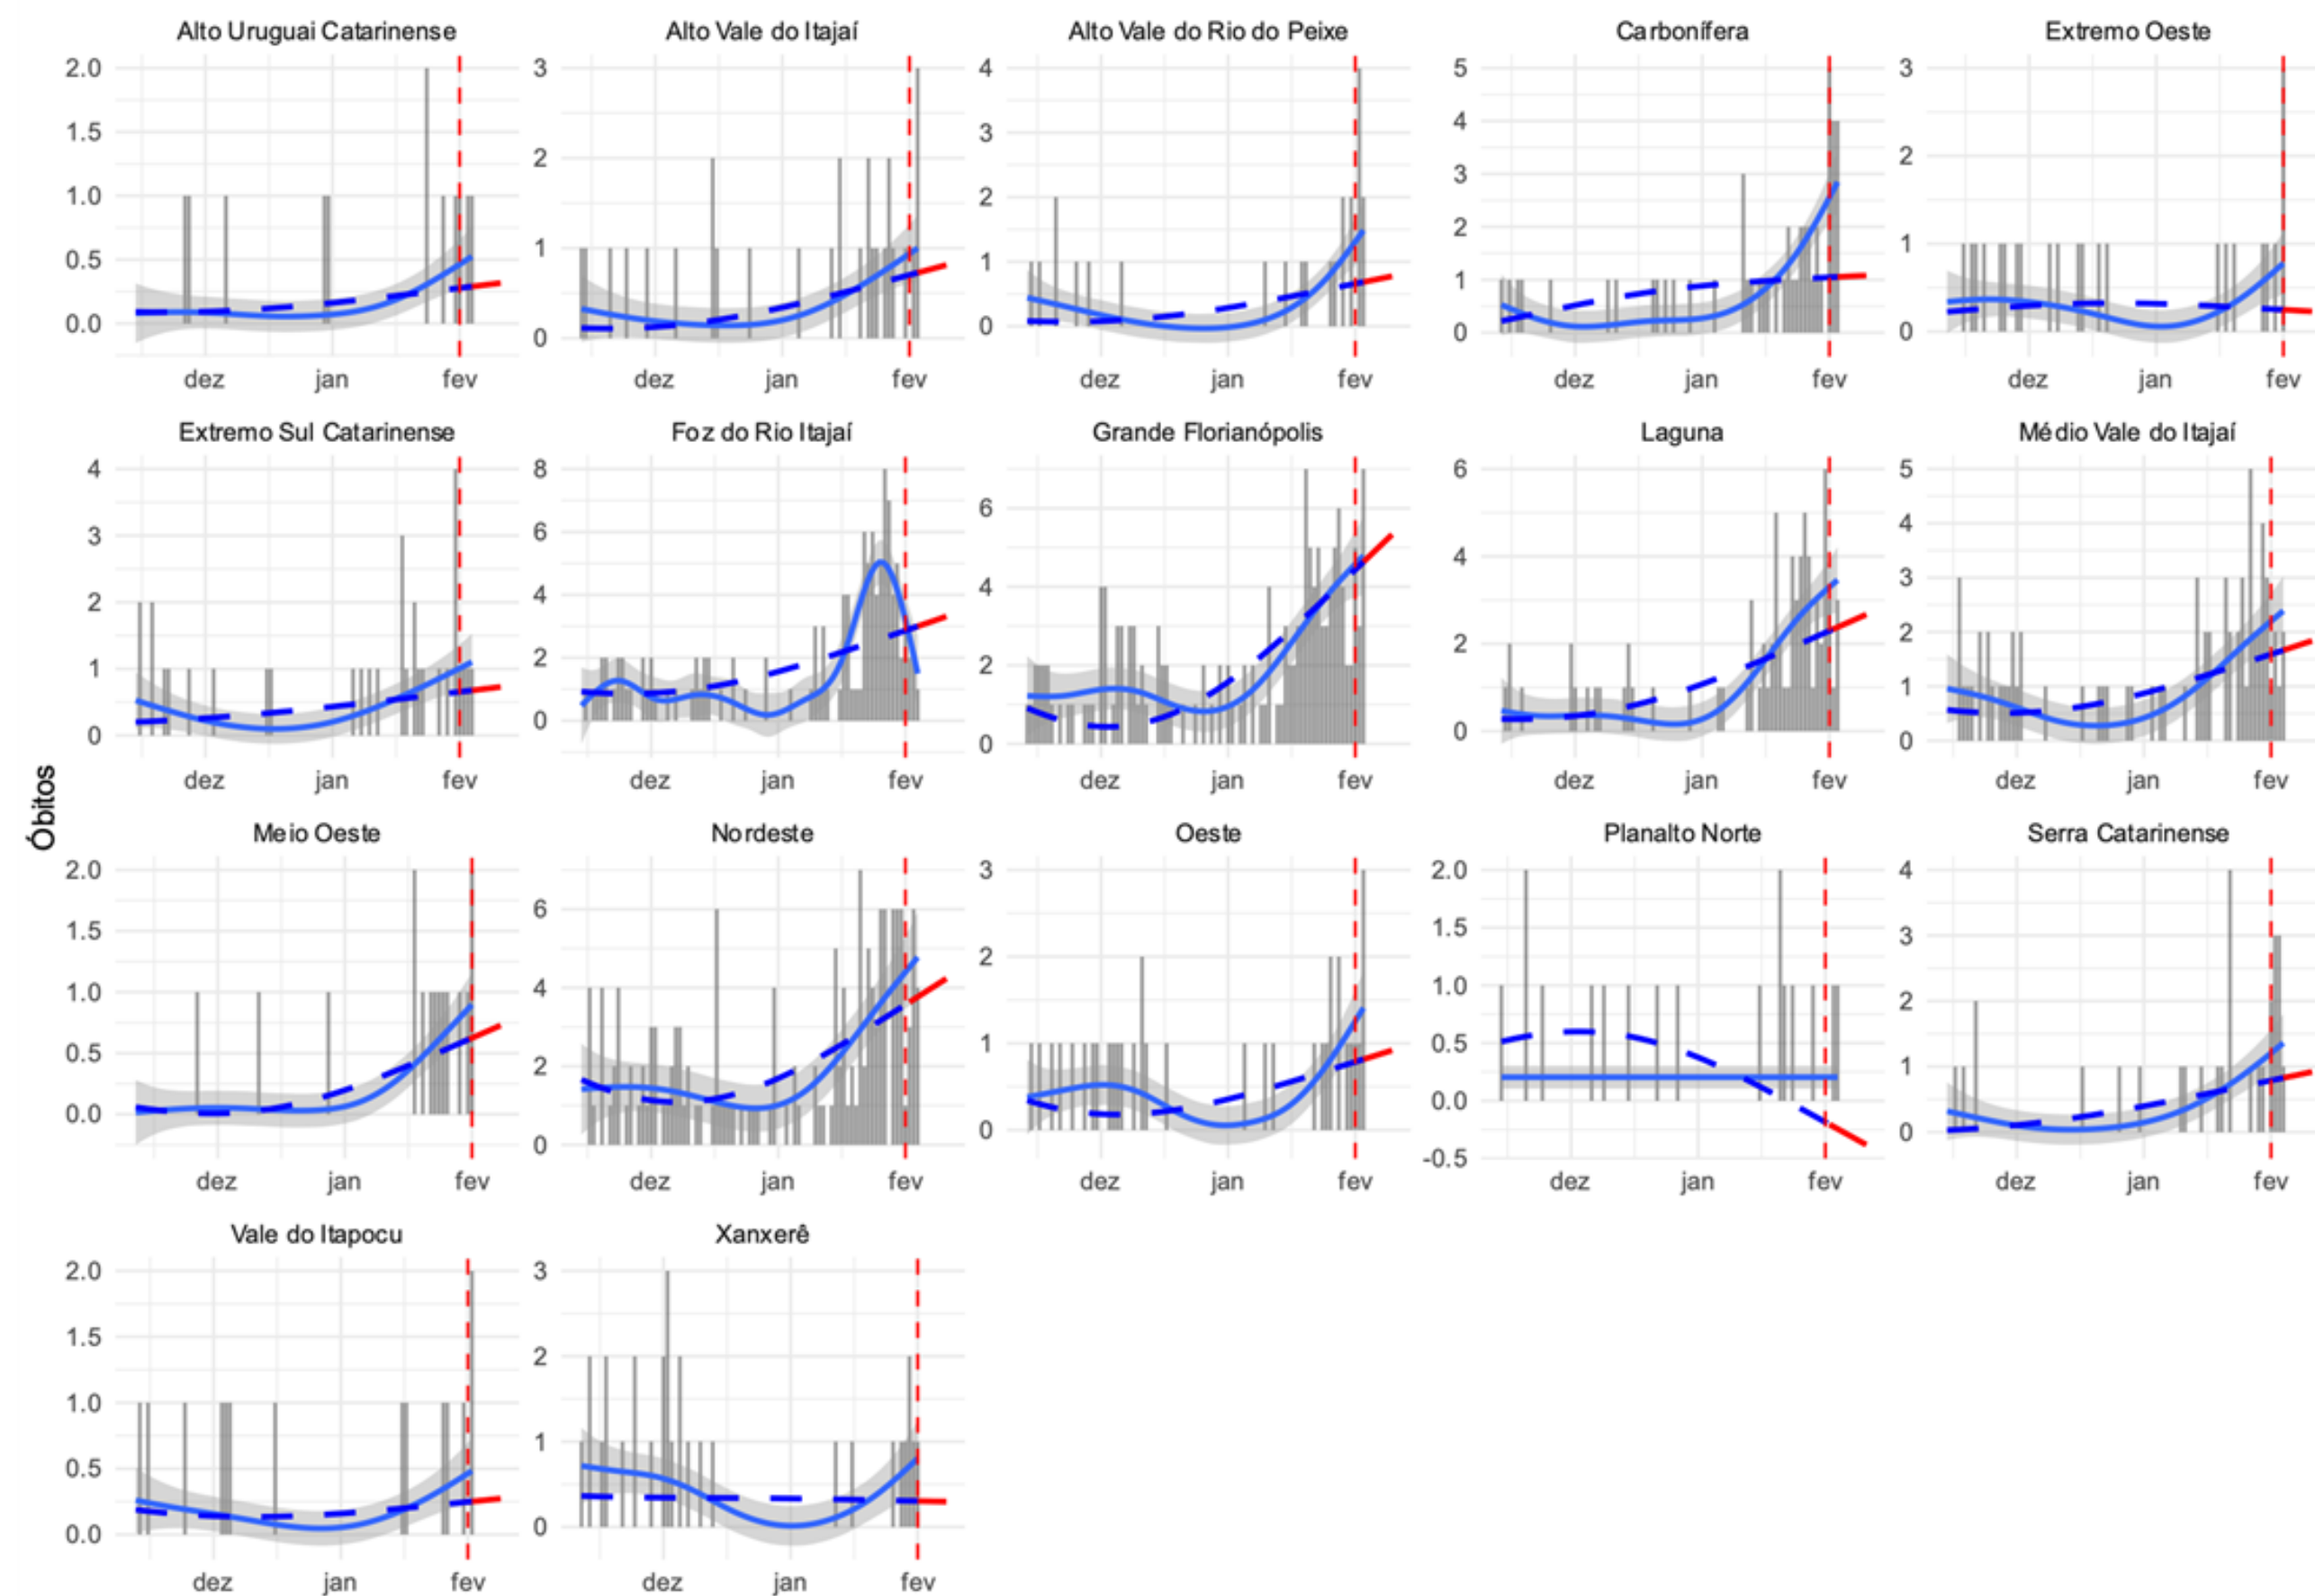 Alto Uruguai Catarinense
2.0
1.5
1.0
0.5
0.0
dez jan fev
Alto Vale do Itajaí
3
2
1
0
dez jan fev
Alto Vale do Rio do Peixe
4
3
2
1
0
dez jan fev
Carbonífera
5
4
3
2
1
0
dez jan fev
Extremo Oeste
3
2
1
0
dez jan fev
Extremo Sul Catarinense
4
3
2
1
0
dez jan fev
Foz do Rio Itajaí
8
6
4
2
0
dez jan fev
Grande Florianópolis
6
4
2
0
dez jan fev
Laguna
6
4
2
0
dez jan fev
Médio Vale do Itajaí
5
4
3
2
1
0
dez jan fev
Óbitos
Meio Oeste
2.0
1.5
1.0
0.5
0.0
dez jan fev
Nordeste
6
4
2
0
dez jan fev
Oeste
3
2
1
0
dez jan fev
Planalto Norte
2.0
1.5
1.0
0.5
0.0
-0.5
dez jan fev
Serra Catarinense
4
3
2
1
0
dez jan fev
Vale do Itapocu
2.0
1.5
1.0
0.5
0.0
dez jan fev
Xanxerê
3
2
1
0
dez jan fev